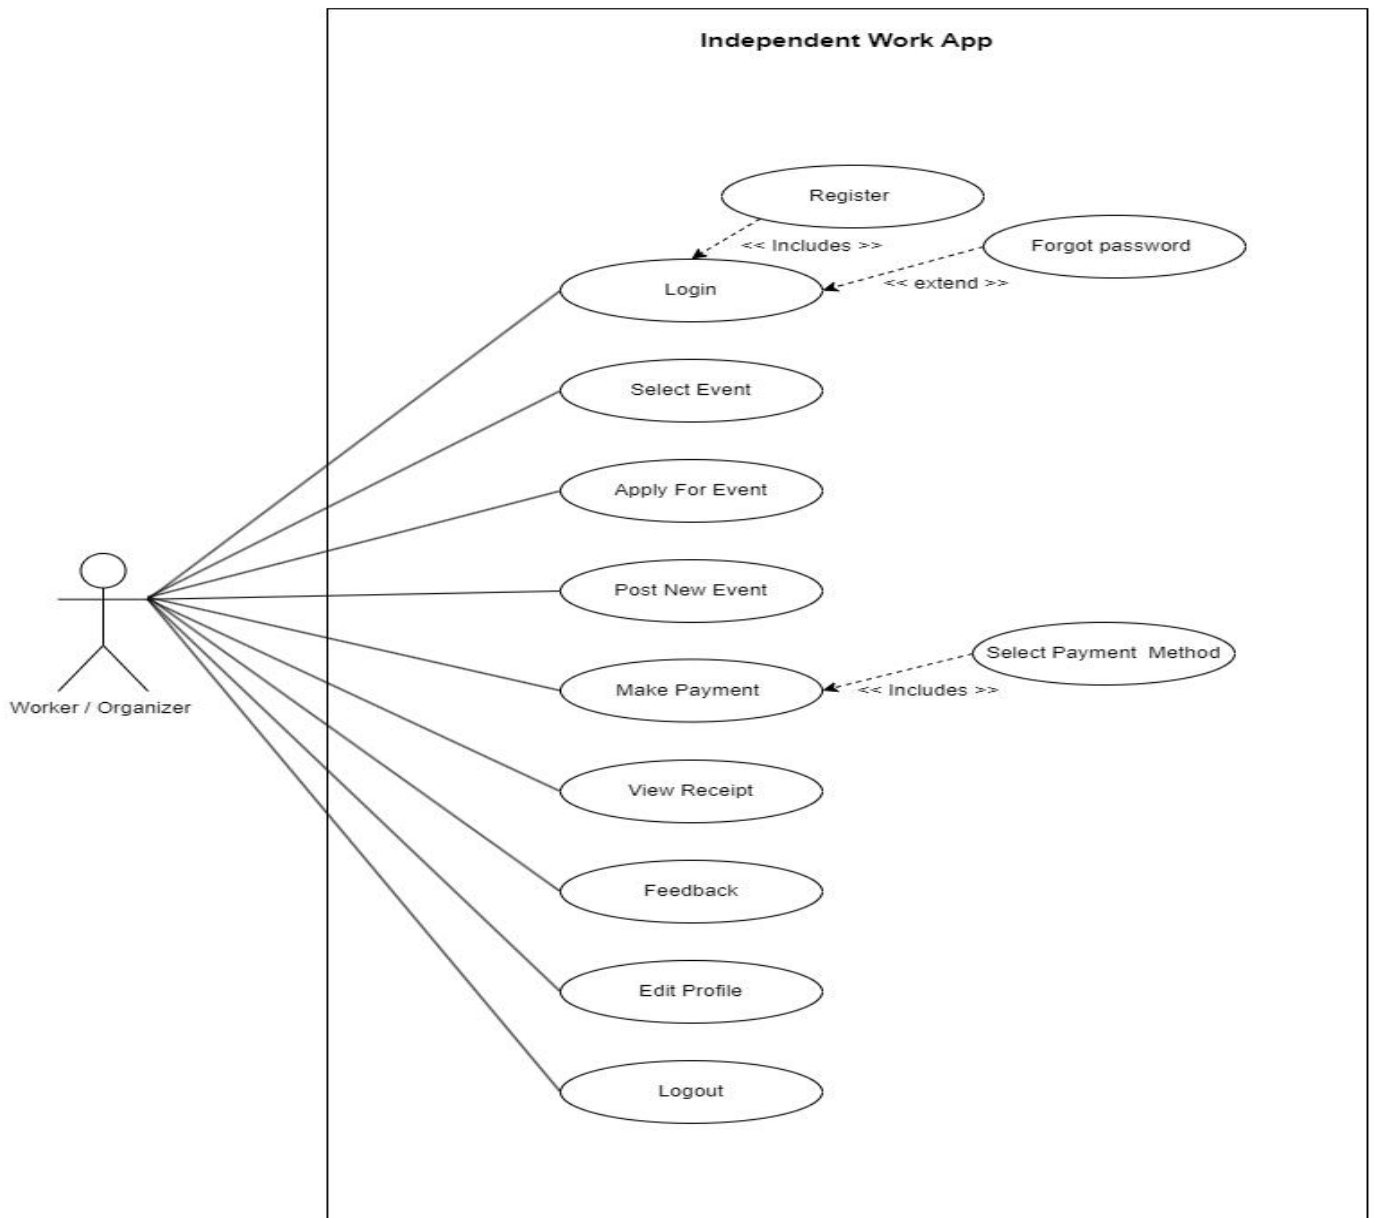 Independent Work App
Register
<< Includes >>
Forgot password
<< extend >>
Login
Select Event
Apply For Event
Post New Event
Select Payment  Method
<< Includes >>
Make Payment
Worker / Organizer
View Receipt
Feedback
Edit Profile
Logout